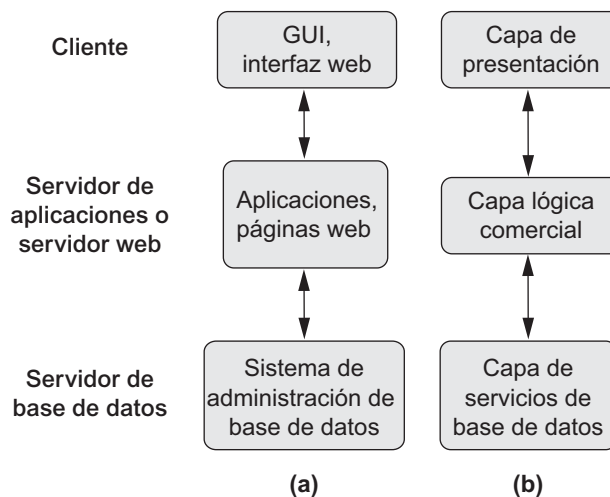 Cliente
GUI,
interfaz web
Capa de
presentación
Servidor de
aplicaciones o
servidor web
Aplicaciones,
páginas web
Capa lógica
comercial
Servidor de
base de datos
Sistema de
administración de
base de datos
Capa de
servicios de
base de datos
(a)
(b)